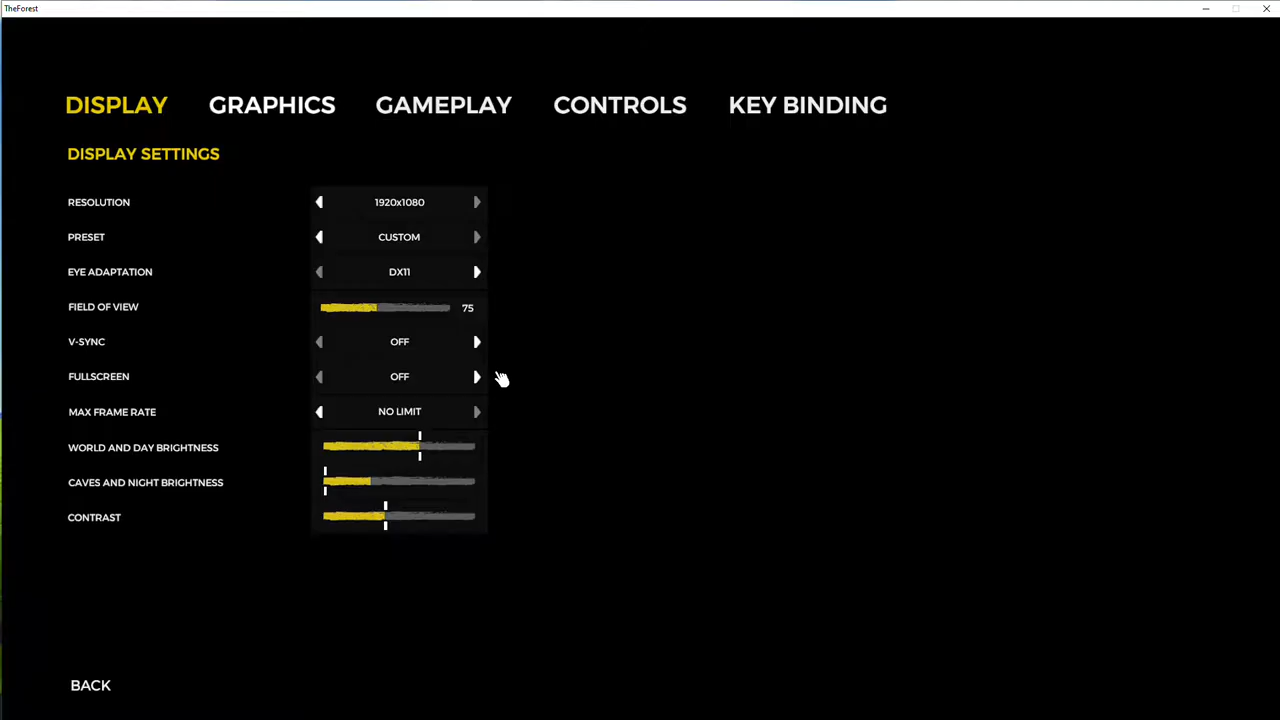 TheForest
DISPLAY GRAPHICS GAMEPLAY CONTROLS KEY BINDING
DISPLAY SETTINGS
RESOLUTION 1920x1080
PRESET CUSTOM
EYE ADAPTATION DX11
FIELD OF VIEW 75
V-SYNC OFF
FULLSCREEN OFF
MAX FRAME RATE NO LIMIT
WORLD AND DAY BRIGHTNESS
CAVES AND NIGHT BRIGHTNESS
CONTRAST
BACK